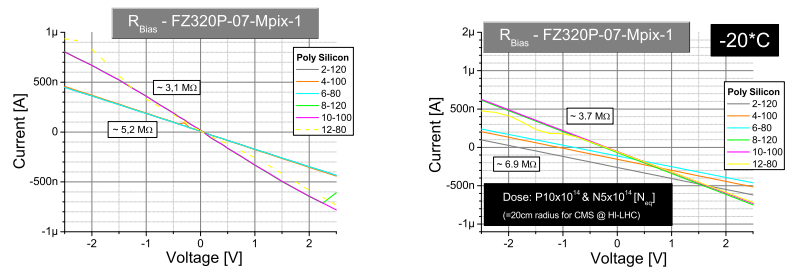 R_Bias - FZ320P-07-Mpix-1
Current [A]
1µ
500n
0
-500n
-1µ
-2
-1
0
1
2
Voltage [V]
~ 3,1 MΩ
~ 5,2 MΩ
Poly Silicon
2-120
4-100
6-80
8-120
10-100
12-80
R_Bias - FZ320P-07-Mpix-1
-20*C
Current [A]
2µ
1µ
500n
0
-500n
-1µ
-2
-1
0
1
2
Voltage [V]
~ 3.7 MΩ
~ 6.9 MΩ
Poly Silicon
2-120
4-100
6-80
8-120
10-100
12-80
Dose: P10x10^14 & N5x10^14 [N_eq]
(=20cm radius for CMS @ HI-LHC)